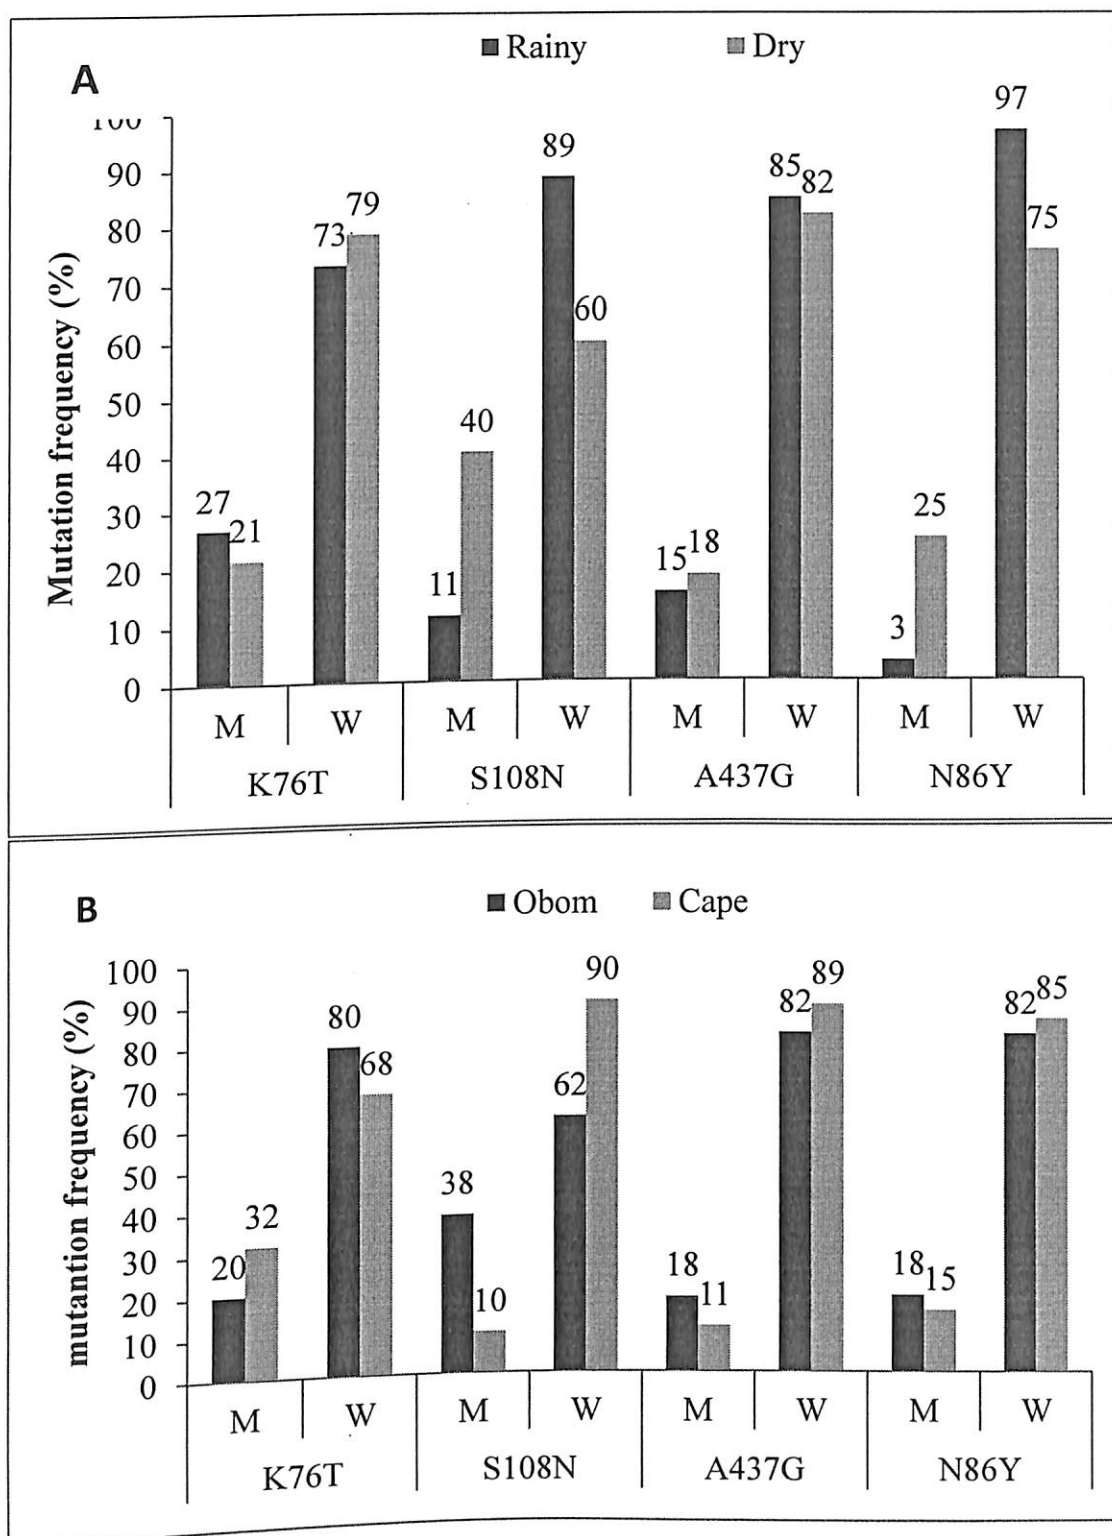 A
Rainy Dry
Mutation frequency (%)
100
90
80
70
60
50
40
30
20
10
0
27 21 73 79 11 40 89 60 15 18 85 82 3 25 97 75
M W M W M W M W
K76T S108N A437G N86Y
B
Obom Cape
mutantion frequency (%)
100
90
80
70
60
50
40
30
20
10
0
20 32 80 68 38 10 62 90 18 11 82 89 18 15 82 85
M W M W M W M W
K76T S108N A437G N86Y